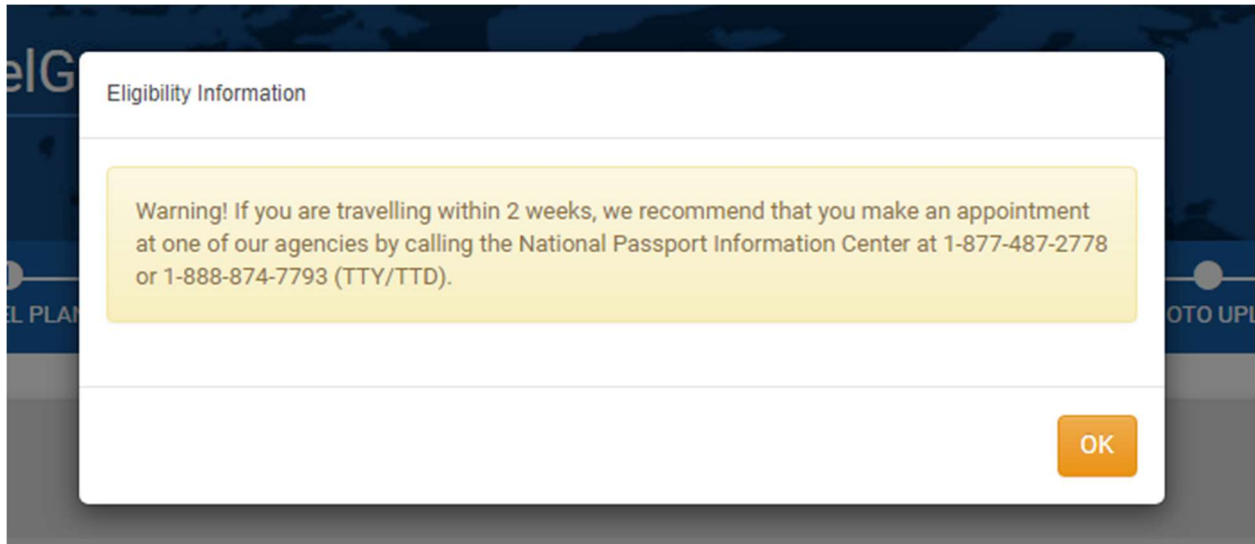 elG
Eligibility Information
Warning! If you are travelling within 2 weeks, we recommend that you make an appointment
at one of our agencies by calling the National Passport Information Center at 1-877-487-2778
or 1-888-874-7793 (TTY/TTD).
EL PLAN
OTO UPL
OK